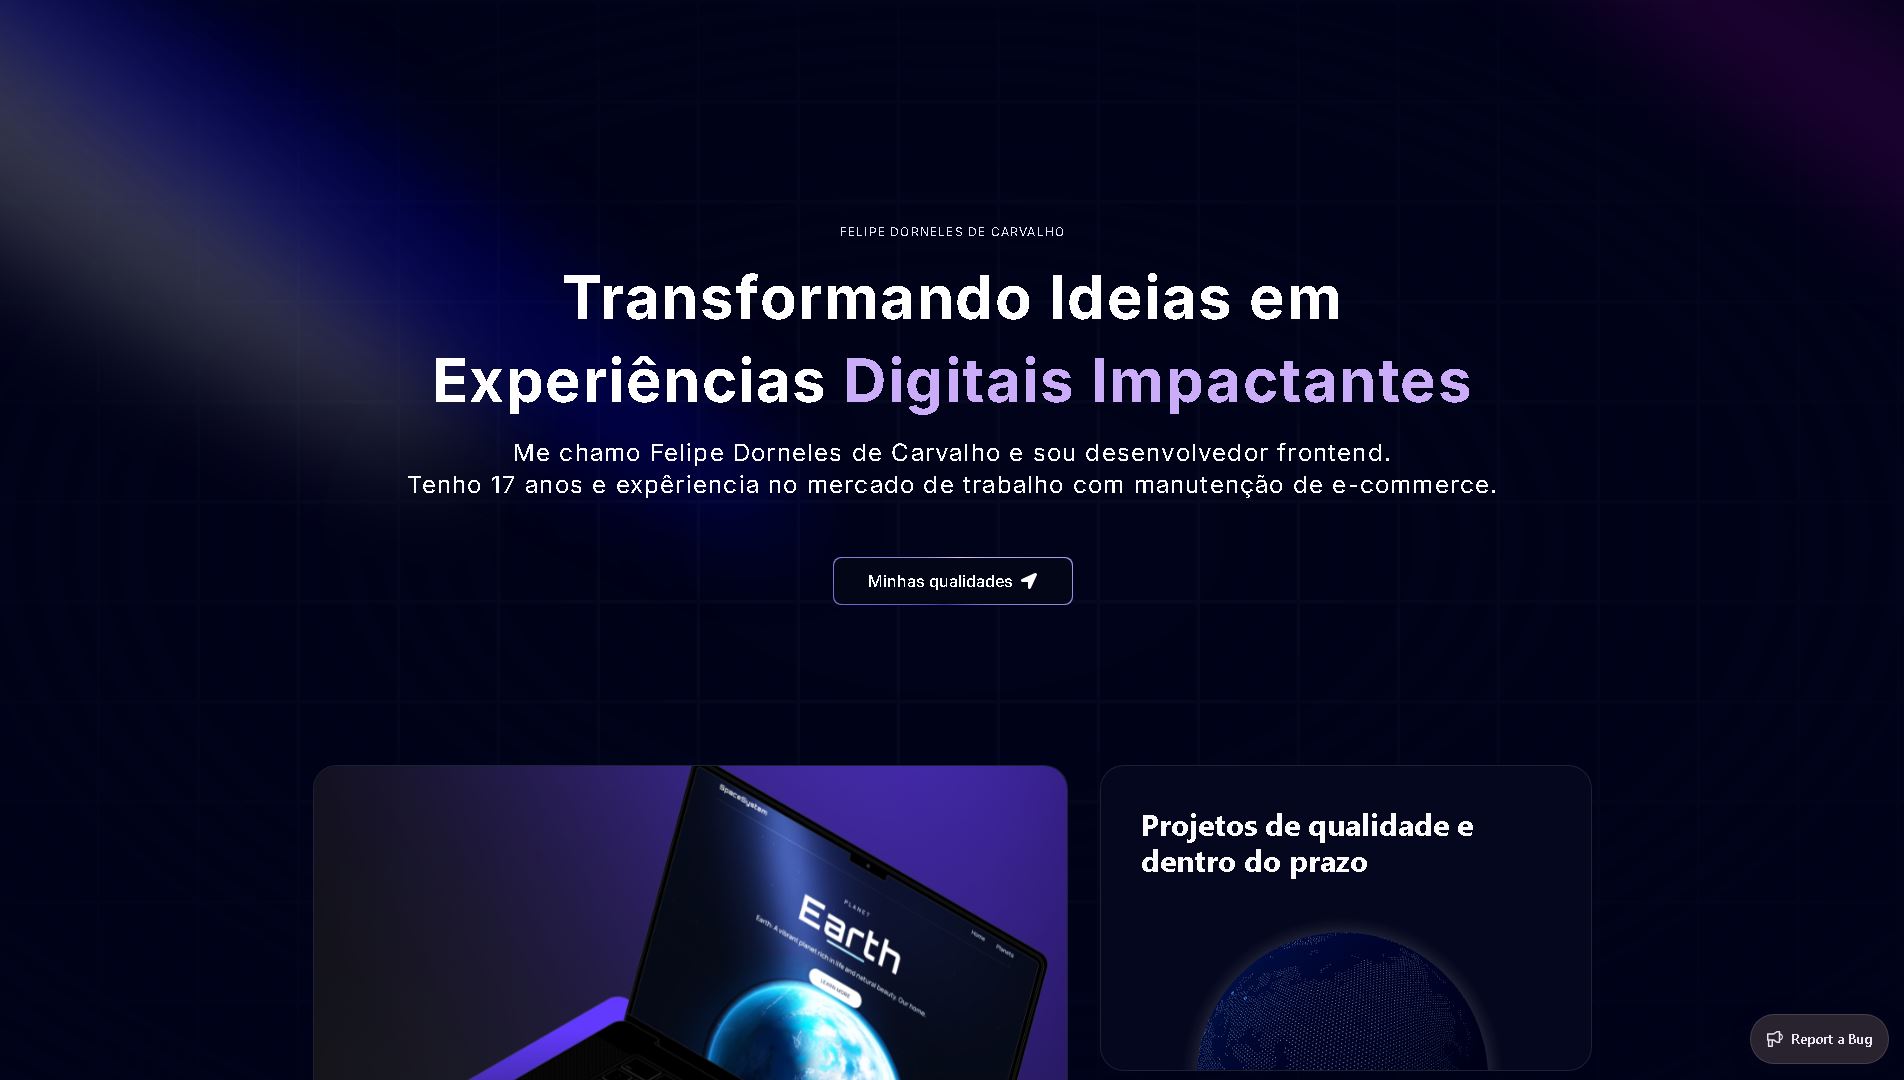 FELIPE DORNELES DE CARVALHO
Transformando Ideias em
Experiências Digitais Impactantes
Me chamo Felipe Dorneles de Carvalho e sou desenvolvedor frontend.
Tenho 17 anos e expêriencia no mercado de trabalho com manutenção de e-commerce.
Minhas qualidades
SpaceSystem
Home Planets
PLANET
Earth
Earth: A vibrant planet rich in life and natural beauty. Our home.
LEARN MORE
Projetos de qualidade e
dentro do prazo
Report a Bug